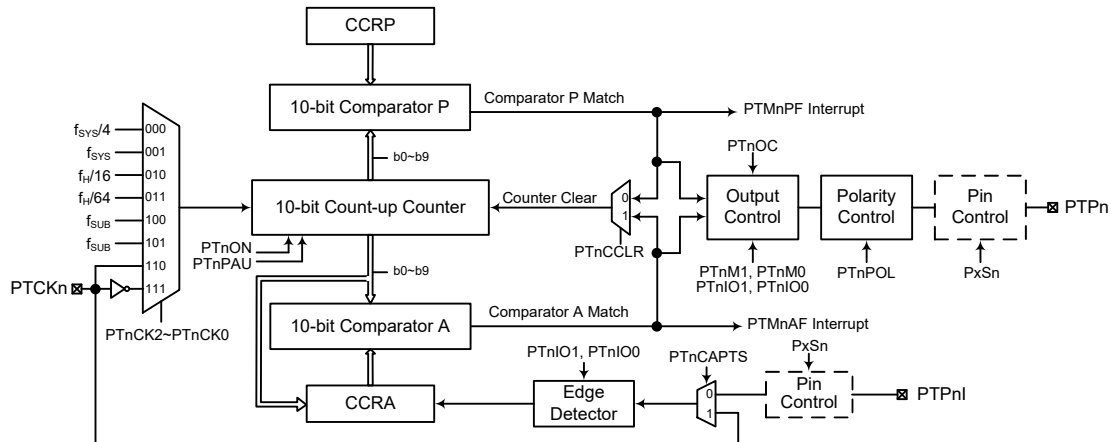 CCRP
10-bit Comparator P
Comparator P Match
PTMnPF Interrupt
b0~b9
fSYS/4
000
fSYS
001
fH/16
010
fH/64
011
fSUB
100
fSUB
101
110
111
PTCKn
PTnCK2~PTnCK0
10-bit Count-up Counter
PTnON
PTnPAU
Counter Clear
0
1
PTnCCLR
PTnOC
Output
Control
PTnM1, PTnM0
PTnIO1, PTnIO0
Polarity
Control
PTnPOL
Pin
Control
PxSn
PTPn
b0~b9
10-bit Comparator A
Comparator A Match
PTMnAF Interrupt
CCRA
PTnIO1, PTnIO0
Edge
Detector
PTnCAPTS
0
1
PxSn
Pin
Control
PTPnI